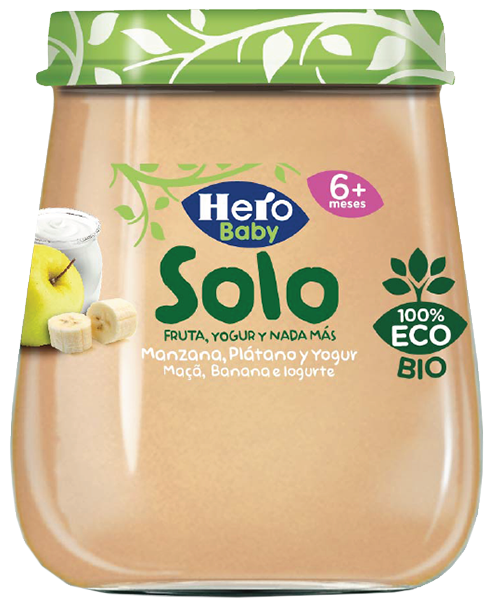 Hero
Baby
6+
meses
Solo
FRUTA, YOGUR Y NADA MÁS
Manzana, Plátano y Yogur
Maçã, Banana e Iogurte
100%
ECO
BIO